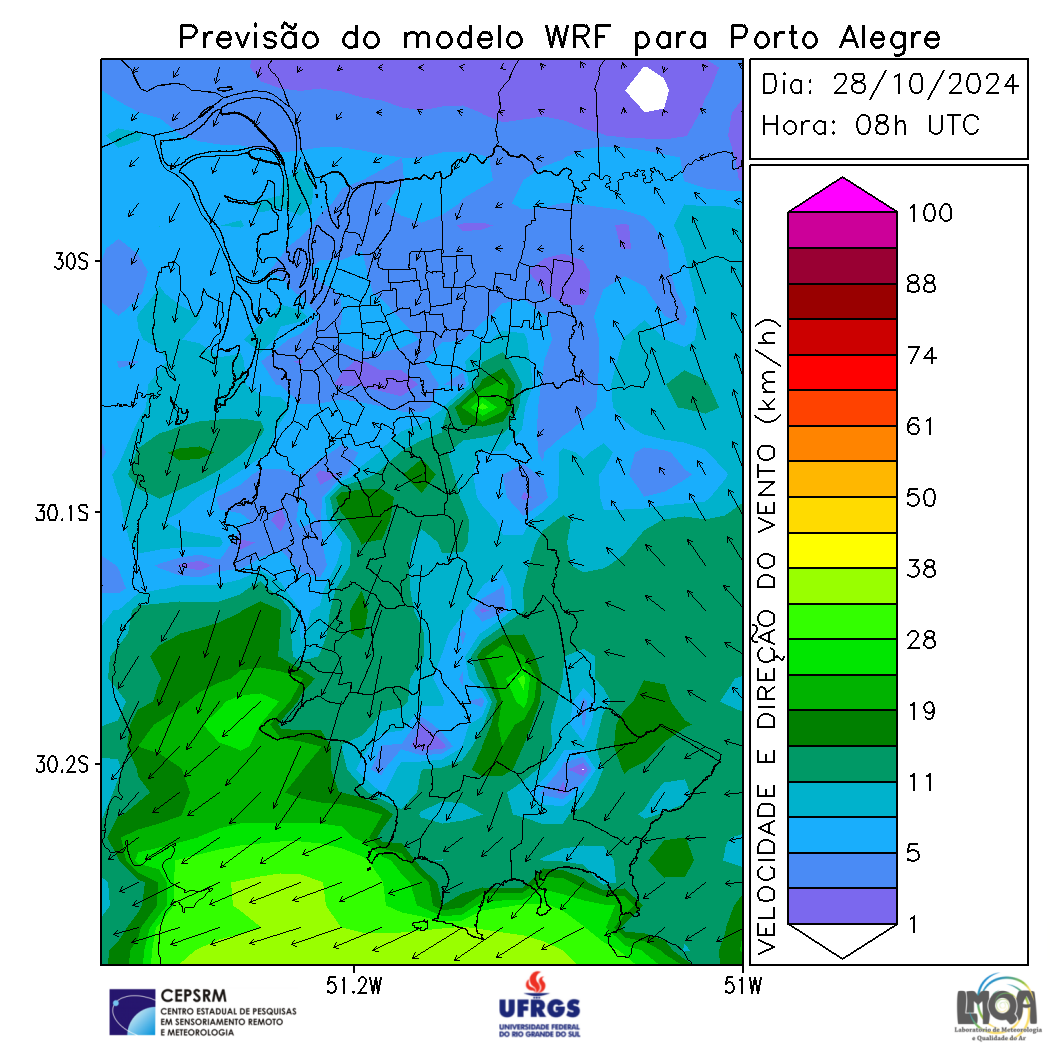 Previsão do modelo WRF para Porto Alegre
Dia: 28/10/2024
Hora: 08h UTC
30S
30.1S
30.2S
51.2W
51W
VELOCIDADE E DIREÇÃO DO VENTO (km/h)
100
88
74
61
50
38
28
19
11
5
1
CEPSRM
CENTRO ESTADUAL DE PESQUISAS
EM SENSORIAMENTO REMOTO
E METEOROLOGIA
UFRGS
UNIVERSIDADE FEDERAL
DO RIO GRANDE DO SUL
LMQA
Laboratório de Meteorologia
e Qualidade do Ar